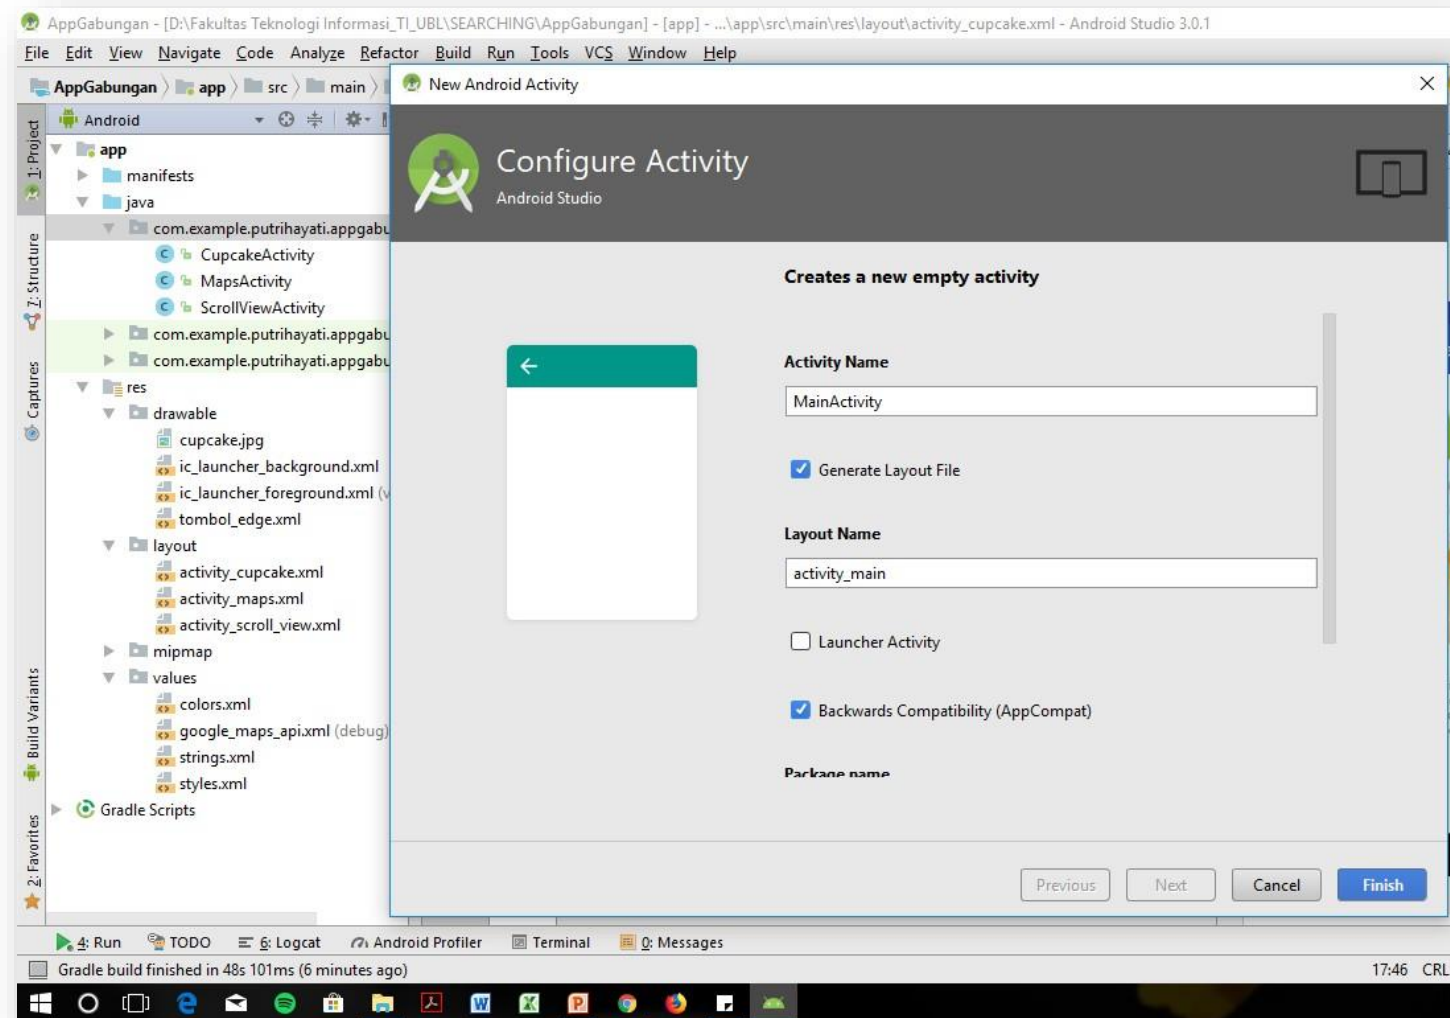 AppGabungan - [D:\Fakultas Teknologi Informasi_TI_UBL\SEARCHING\AppGabungan] - [app] - ...\app\src\main\res\layout\activity_cupcake.xml - Android Studio 3.0.1
File Edit View Navigate Code Analyze Refactor Build Run Tools VCS Window Help
AppGabungan app src main
Android
1: Project
7: Structure
Captures
Build Variants
2: Favorites
app
manifests
java
com.example.putrihayati.appgabu
CupcakeActivity
MapsActivity
ScrollViewActivity
com.example.putrihayati.appgabu
com.example.putrihayati.appgabu
res
drawable
cupcake.jpg
ic_launcher_background.xml
ic_launcher_foreground.xml (v
tombol_edge.xml
layout
activity_cupcake.xml
activity_maps.xml
activity_scroll_view.xml
mipmap
values
colors.xml
google_maps_api.xml (debug)
strings.xml
styles.xml
Gradle Scripts
New Android Activity
Configure Activity
Android Studio
Creates a new empty activity
Activity Name
MainActivity
Generate Layout File
Layout Name
activity_main
Launcher Activity
Backwards Compatibility (AppCompat)
Package name
Previous Next Cancel Finish
4: Run TODO 6: Logcat Android Profiler Terminal 0: Messages
Gradle build finished in 48s 101ms (6 minutes ago) 17:46 CRL